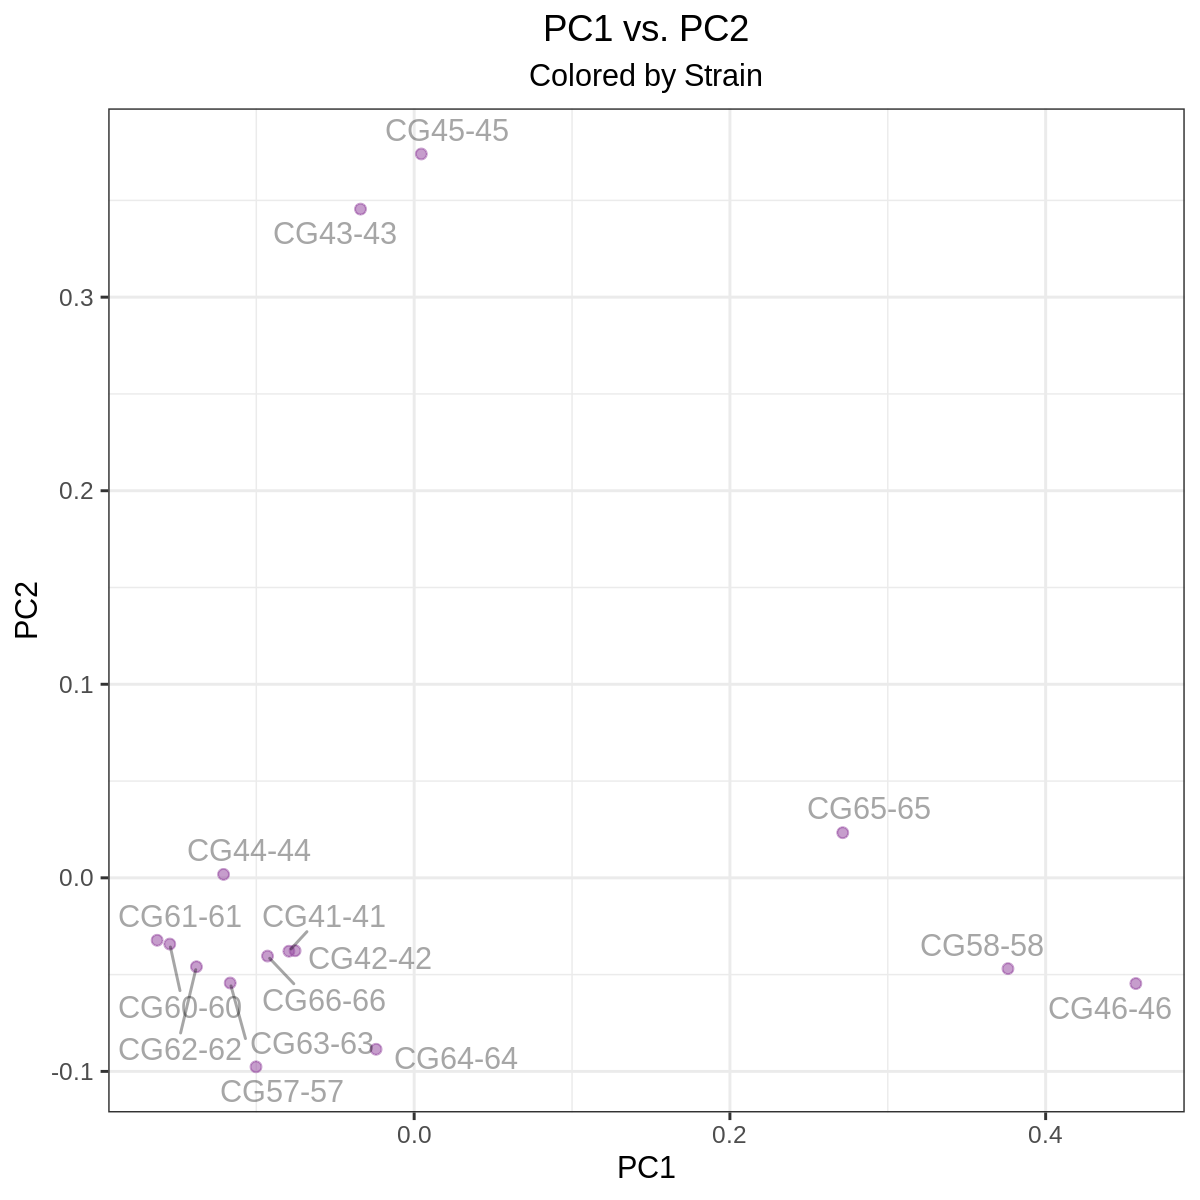 PC1 vs. PC2
Colored by Strain
CG45-45
CG43-43
0.3
0.2
PC2
0.1
CG65-65
CG44-44
0.0
CG61-61 CG41-41
CG58-58
CG42-42
CG60-60 CG66-66
CG46-46
CG62-62 CG63-63
CG64-64
-0.1
CG57-57
0.0 0.2 0.4
PC1